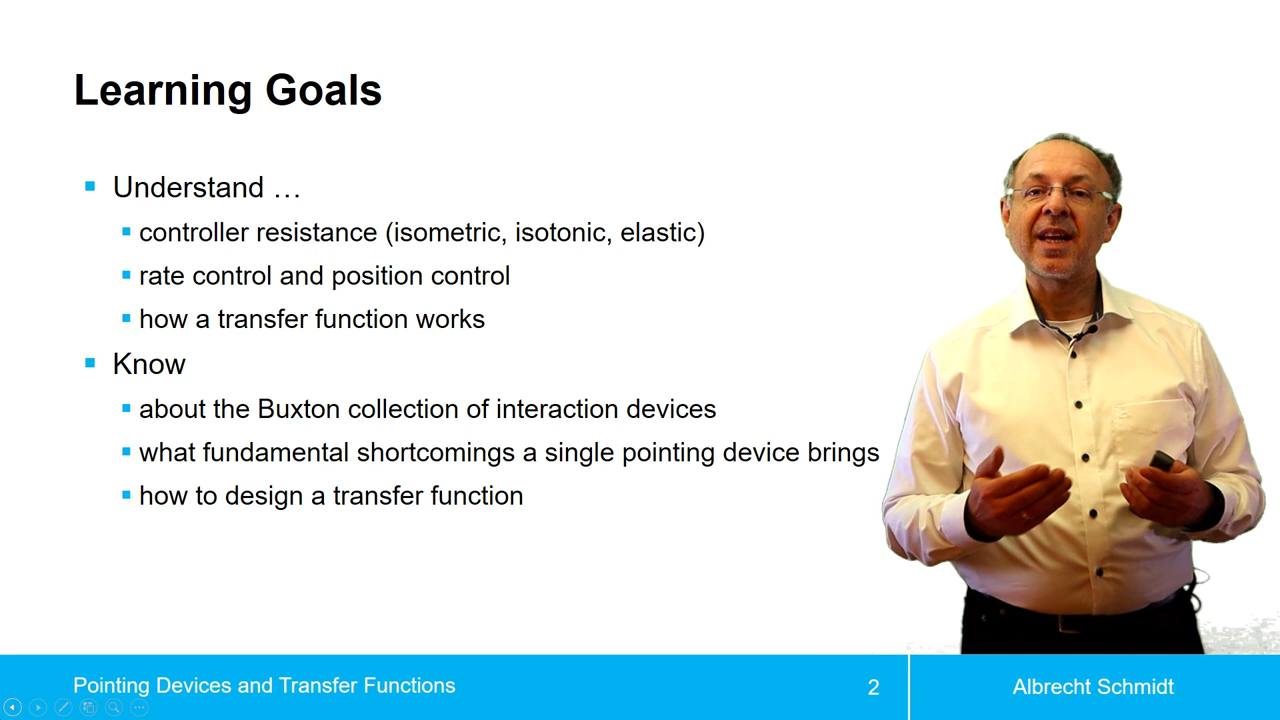 Learning Goals
Understand …
controller resistance (isometric, isotonic, elastic)
rate control and position control
how a transfer function works
Know
about the Buxton collection of interaction devices
what fundamental shortcomings a single pointing device brings
how to design a transfer function
Pointing Devices and Transfer Functions
2
Albrecht Schmidt